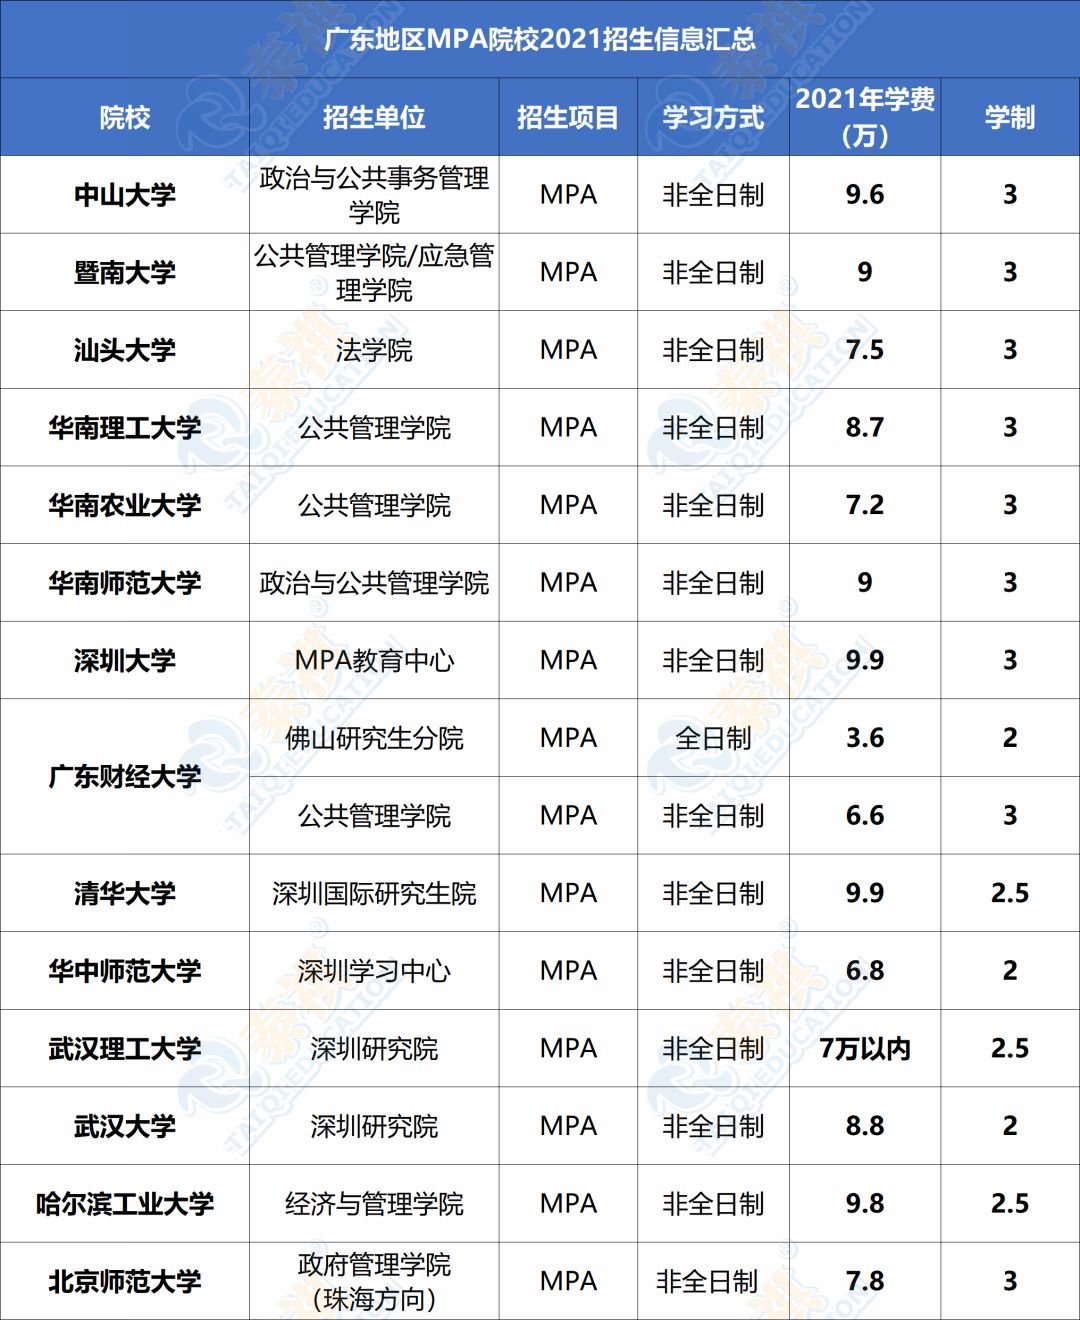 广东地区MPA院校2021招生信息汇总
院校 招生单位 招生项目 学习方式 2021年学费（万） 学制
中山大学 政治与公共事务管理学院 MPA 非全日制 9.6 3
暨南大学 公共管理学院/应急管理学院 MPA 非全日制 9 3
汕头大学 法学院 MPA 非全日制 7.5 3
华南理工大学 公共管理学院 MPA 非全日制 8.7 3
华南农业大学 公共管理学院 MPA 非全日制 7.2 3
华南师范大学 政治与公共管理学院 MPA 非全日制 9 3
深圳大学 MPA教育中心 MPA 非全日制 9.9 3
广东财经大学 佛山研究生分院 MPA 全日制 3.6 2
公共管理学院 MPA 非全日制 6.6 3
清华大学 深圳国际研究生院 MPA 非全日制 9.9 2.5
华中师范大学 深圳学习中心 MPA 非全日制 6.8 2
武汉理工大学 深圳研究院 MPA 非全日制 7万以内 2.5
武汉大学 深圳研究院 MPA 非全日制 8.8 2
哈尔滨工业大学 经济与管理学院 MPA 非全日制 9.8 2.5
北京师范大学 政府管理学院（珠海方向） MPA 非全日制 7.8 3
泰祺®
TAIQIEDUCATION